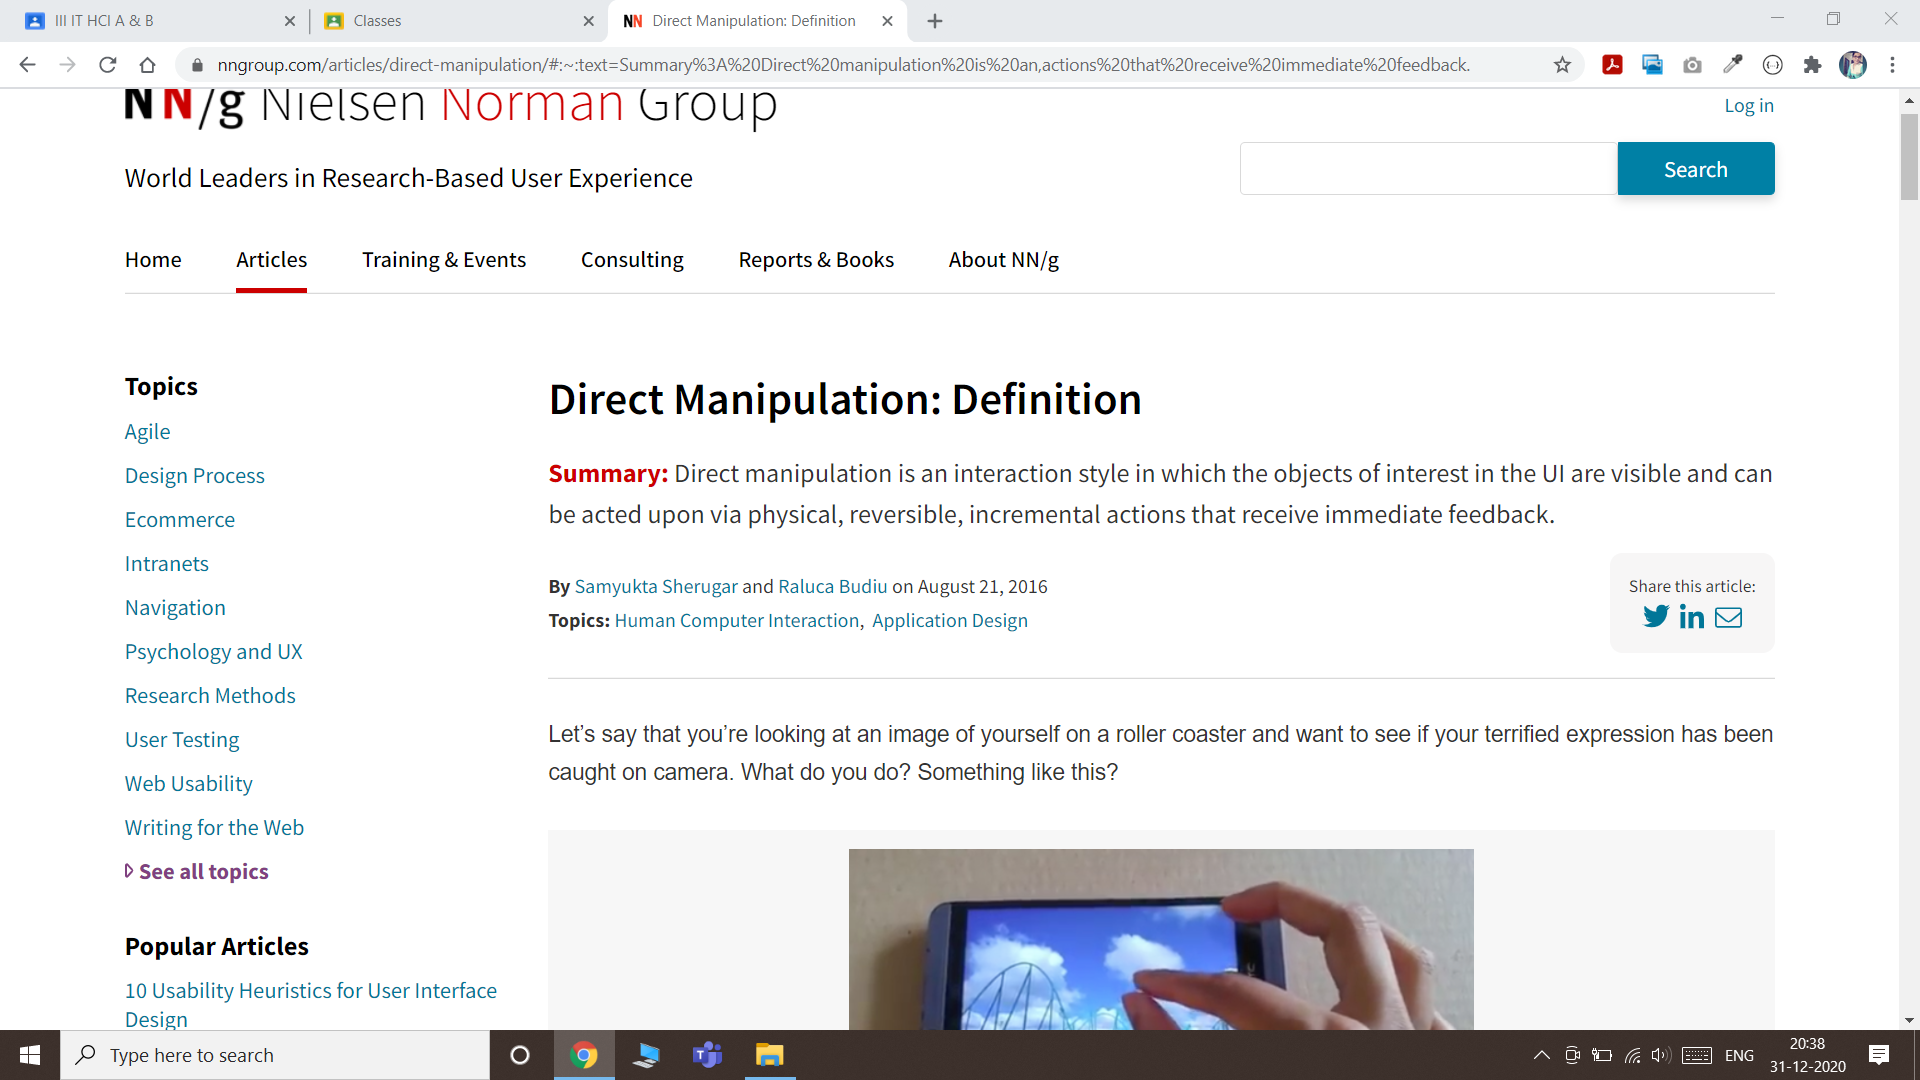 III IT HCI A & B
Classes
NN Direct Manipulation: Definition
nngroup.com/articles/direct-manipulation/#:~:text=Summary%3A%20Direct%20manipulation%20is%20an,actions%20that%20receive%20immediate%20feedback.
NN/g Nielsen Norman Group
Log in
World Leaders in Research-Based User Experience
Search
Home Articles Training & Events Consulting Reports & Books About NN/g
Topics
Agile
Design Process
Ecommerce
Intranets
Navigation
Psychology and UX
Research Methods
User Testing
Web Usability
Writing for the Web
See all topics
Popular Articles
10 Usability Heuristics for User Interface
Design
Direct Manipulation: Definition
Summary: Direct manipulation is an interaction style in which the objects of interest in the UI are visible and can
be acted upon via physical, reversible, incremental actions that receive immediate feedback.
By Samyukta Sherugar and Raluca Budiu on August 21, 2016
Topics: Human Computer Interaction, Application Design
Share this article:
Let’s say that you’re looking at an image of yourself on a roller coaster and want to see if your terrified expression has been
caught on camera. What do you do? Something like this?
Type here to search
ENG
20:38
31-12-2020